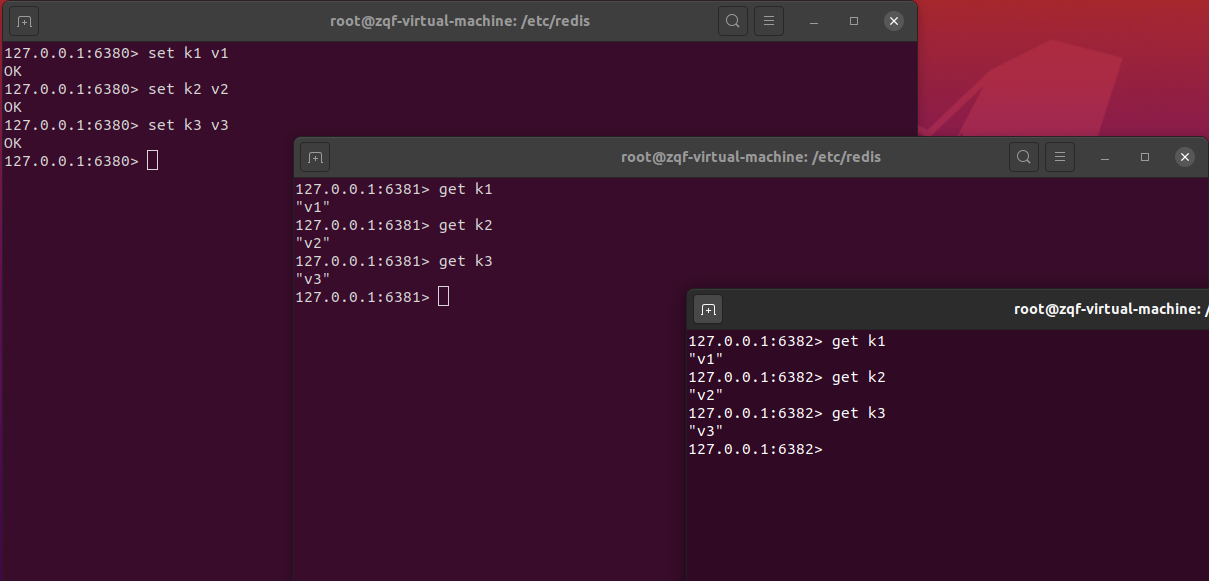 root@zqf-virtual-machine: /etc/redis
127.0.0.1:6380> set k1 v1
OK
127.0.0.1:6380> set k2 v2
OK
127.0.0.1:6380> set k3 v3
OK
127.0.0.1:6380>
root@zqf-virtual-machine: /etc/redis
127.0.0.1:6381> get k1
"v1"
127.0.0.1:6381> get k2
"v2"
127.0.0.1:6381> get k3
"v3"
127.0.0.1:6381>
root@zqf-virtual-machine: /
127.0.0.1:6382> get k1
"v1"
127.0.0.1:6382> get k2
"v2"
127.0.0.1:6382> get k3
"v3"
127.0.0.1:6382>